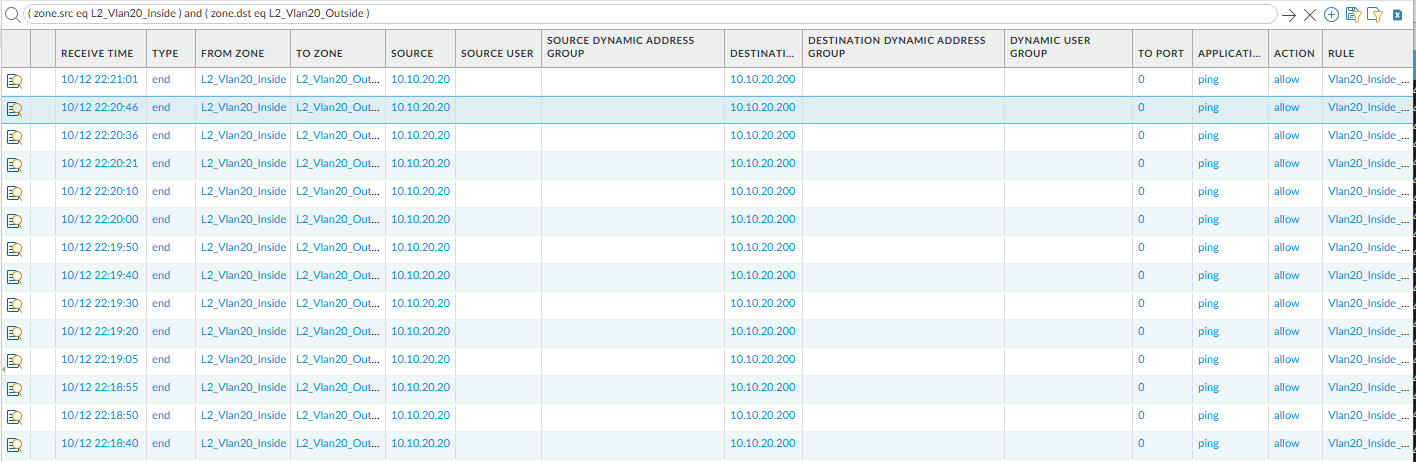 ( zone.src eq L2_Vlan20_Inside ) and ( zone.dst eq L2_Vlan20_Outside )
RECEIVE TIME TYPE FROM ZONE TO ZONE SOURCE SOURCE USER SOURCE DYNAMIC ADDRESS GROUP DESTINATI... DESTINATION DYNAMIC ADDRESS GROUP DYNAMIC USER GROUP TO PORT APPLICATI... ACTION RULE
10/12 22:21:01 end L2_Vlan20_Inside L2_Vlan20_Out... 10.10.20.20 10.10.20.200 0 ping allow Vlan20_Inside_...
10/12 22:20:46 end L2_Vlan20_Inside L2_Vlan20_Out... 10.10.20.20 10.10.20.200 0 ping allow Vlan20_Inside_...
10/12 22:20:36 end L2_Vlan20_Inside L2_Vlan20_Out... 10.10.20.20 10.10.20.200 0 ping allow Vlan20_Inside_...
10/12 22:20:21 end L2_Vlan20_Inside L2_Vlan20_Out... 10.10.20.20 10.10.20.200 0 ping allow Vlan20_Inside_...
10/12 22:20:10 end L2_Vlan20_Inside L2_Vlan20_Out... 10.10.20.20 10.10.20.200 0 ping allow Vlan20_Inside_...
10/12 22:20:00 end L2_Vlan20_Inside L2_Vlan20_Out... 10.10.20.20 10.10.20.200 0 ping allow Vlan20_Inside_...
10/12 22:19:50 end L2_Vlan20_Inside L2_Vlan20_Out... 10.10.20.20 10.10.20.200 0 ping allow Vlan20_Inside_...
10/12 22:19:40 end L2_Vlan20_Inside L2_Vlan20_Out... 10.10.20.20 10.10.20.200 0 ping allow Vlan20_Inside_...
10/12 22:19:30 end L2_Vlan20_Inside L2_Vlan20_Out... 10.10.20.20 10.10.20.200 0 ping allow Vlan20_Inside_...
10/12 22:19:20 end L2_Vlan20_Inside L2_Vlan20_Out... 10.10.20.20 10.10.20.200 0 ping allow Vlan20_Inside_...
10/12 22:19:05 end L2_Vlan20_Inside L2_Vlan20_Out... 10.10.20.20 10.10.20.200 0 ping allow Vlan20_Inside_...
10/12 22:18:55 end L2_Vlan20_Inside L2_Vlan20_Out... 10.10.20.20 10.10.20.200 0 ping allow Vlan20_Inside_...
10/12 22:18:50 end L2_Vlan20_Inside L2_Vlan20_Out... 10.10.20.20 10.10.20.200 0 ping allow Vlan20_Inside_...
10/12 22:18:40 end L2_Vlan20_Inside L2_Vlan20_Out... 10.10.20.20 10.10.20.200 0 ping allow Vlan20_Inside_...